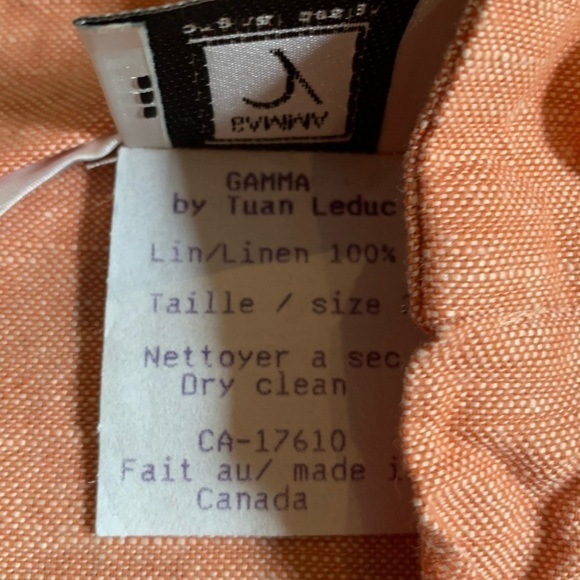 GAMMA
GAMMA
by Tuan Leduc
Lin/Linen 100%
Taille / size
Nettoyer a sec
Dry clean
CA-17610
Fait au/ made i
Canada